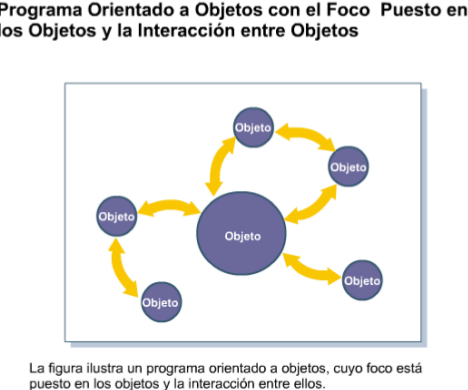 Programa Orientado a Objetos con el Foco Puesto en
los Objetos y la Interacción entre Objetos
Objeto
Objeto
Objeto
Objeto
Objeto
Objeto
La figura ilustra un programa orientado a objetos, cuyo foco está
puesto en los objetos y la interacción entre ellos.